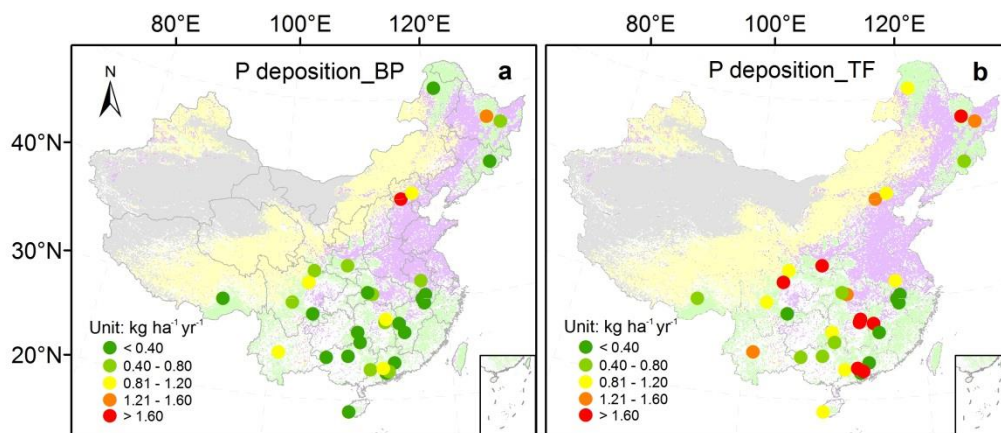 80°E 100°E 120°E
100°E 120°E
N
P deposition_BP a
P deposition_TF b
40°N
30°N
20°N
Unit: kg ha⁻¹ yr⁻¹
< 0.40
0.40 - 0.80
0.81 - 1.20
1.21 - 1.60
> 1.60
Unit: kg ha⁻¹ yr⁻¹
< 0.40
0.40 - 0.80
0.81 - 1.20
1.21 - 1.60
> 1.60